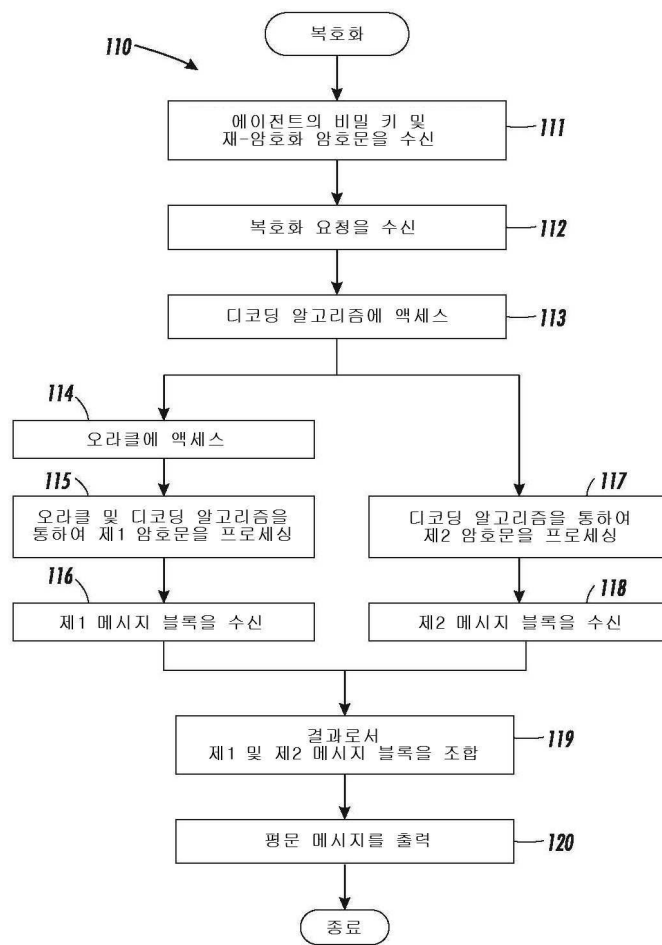 복호화
110
에이전트의 비밀 키 및
재-암호화 암호문을 수신
111
복호화 요청을 수신
112
디코딩 알고리즘에 액세스
113
114
오라클에 액세스
115
오라클 및 디코딩 알고리즘을
통하여 제1 암호문을 프로세싱
117
디코딩 알고리즘을 통하여
제2 암호문을 프로세싱
116
제1 메시지 블록을 수신
118
제2 메시지 블록을 수신
결과로서
제1 및 제2 메시지 블록을 조합
119
평문 메시지를 출력
120
종료